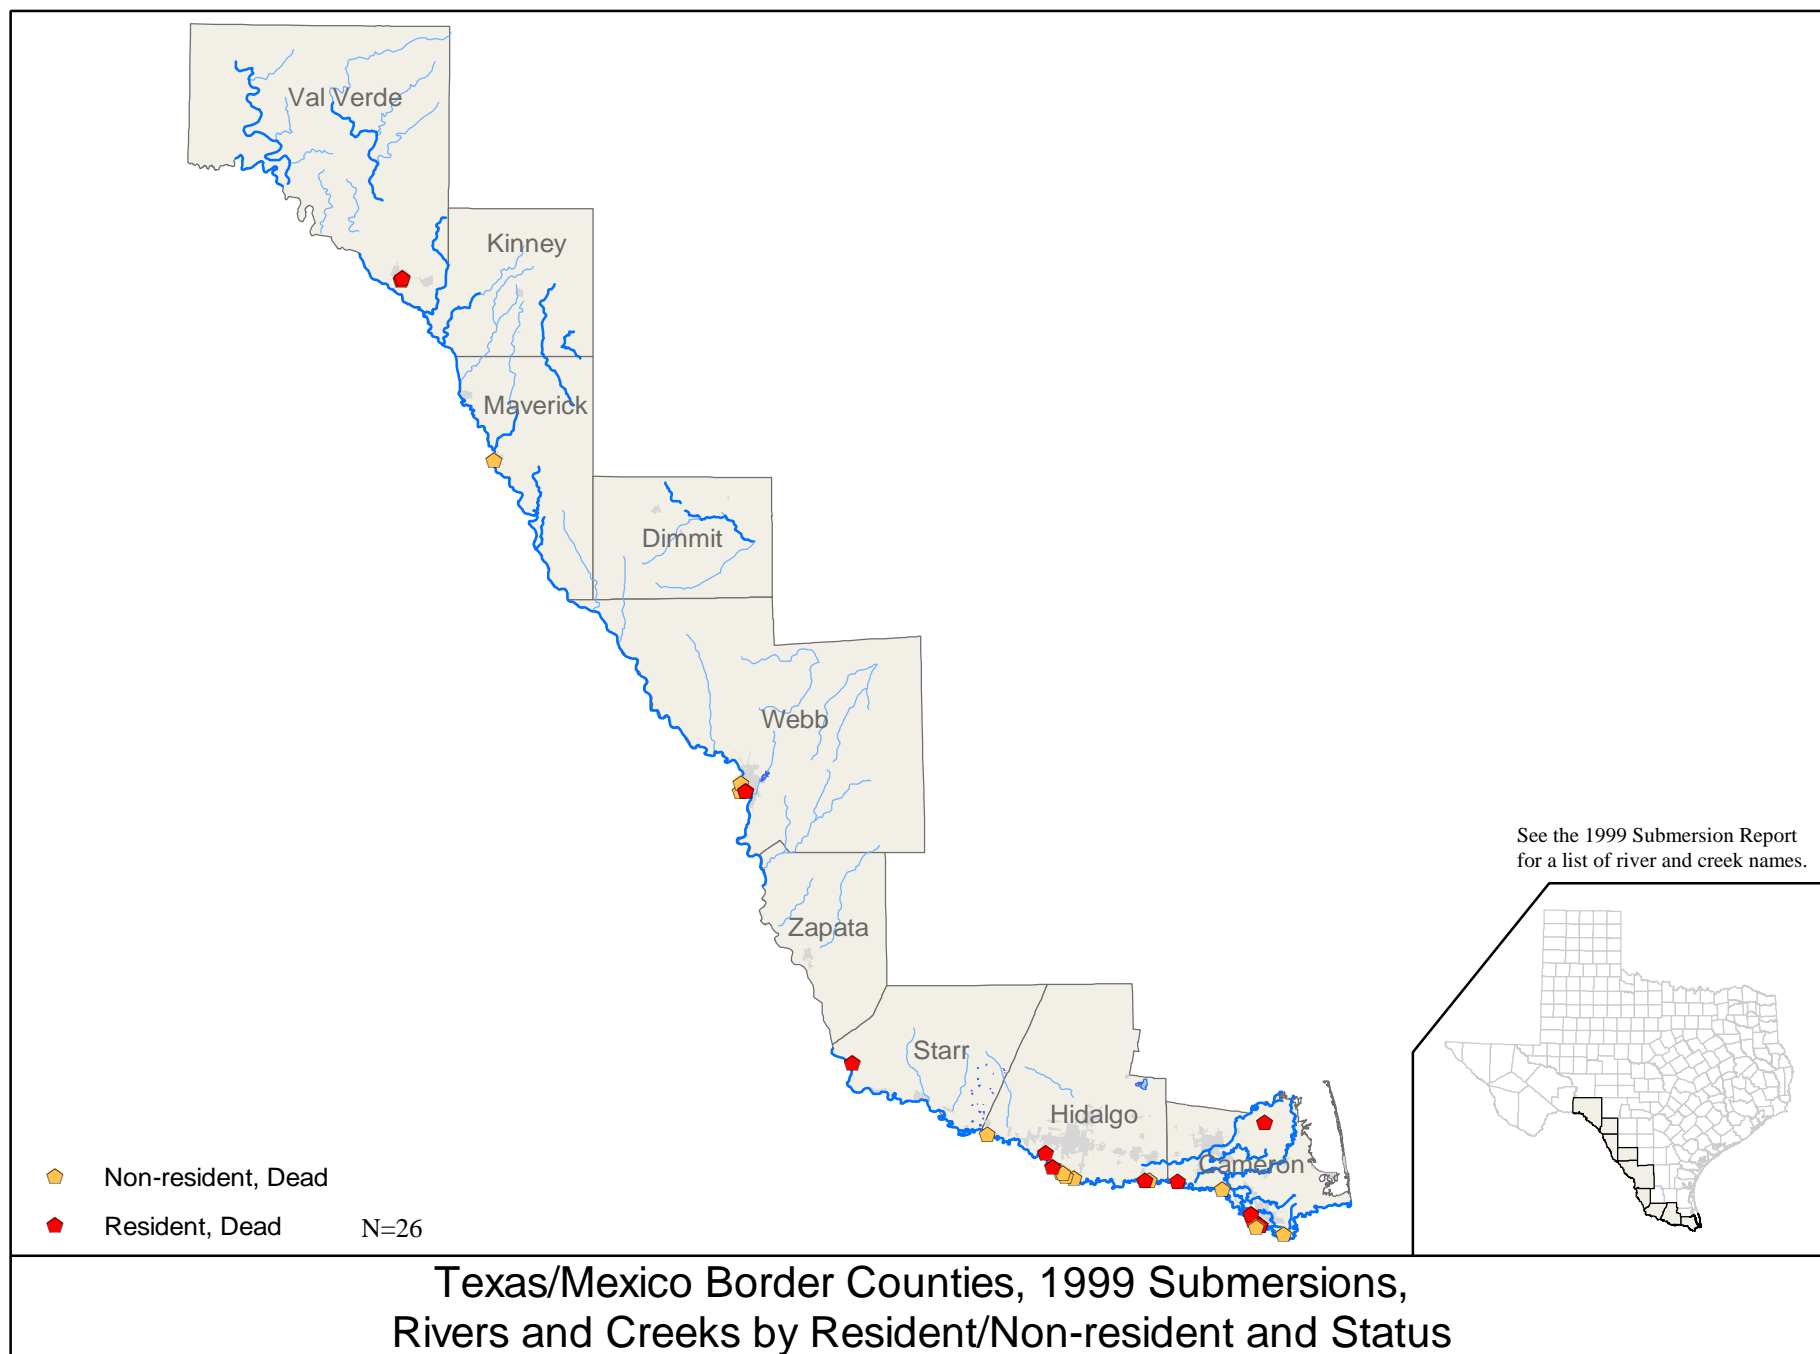 Val Verde
Kinney
Maverick
Dimmit
Webb
Zapata
Starr
Hidalgo
Cameron
See the 1999 Submersion Report
for a list of river and creek names.
Non-resident, Dead
Resident, Dead N=26
Texas/Mexico Border Counties, 1999 Submersions,
Rivers and Creeks by Resident/Non-resident and Status